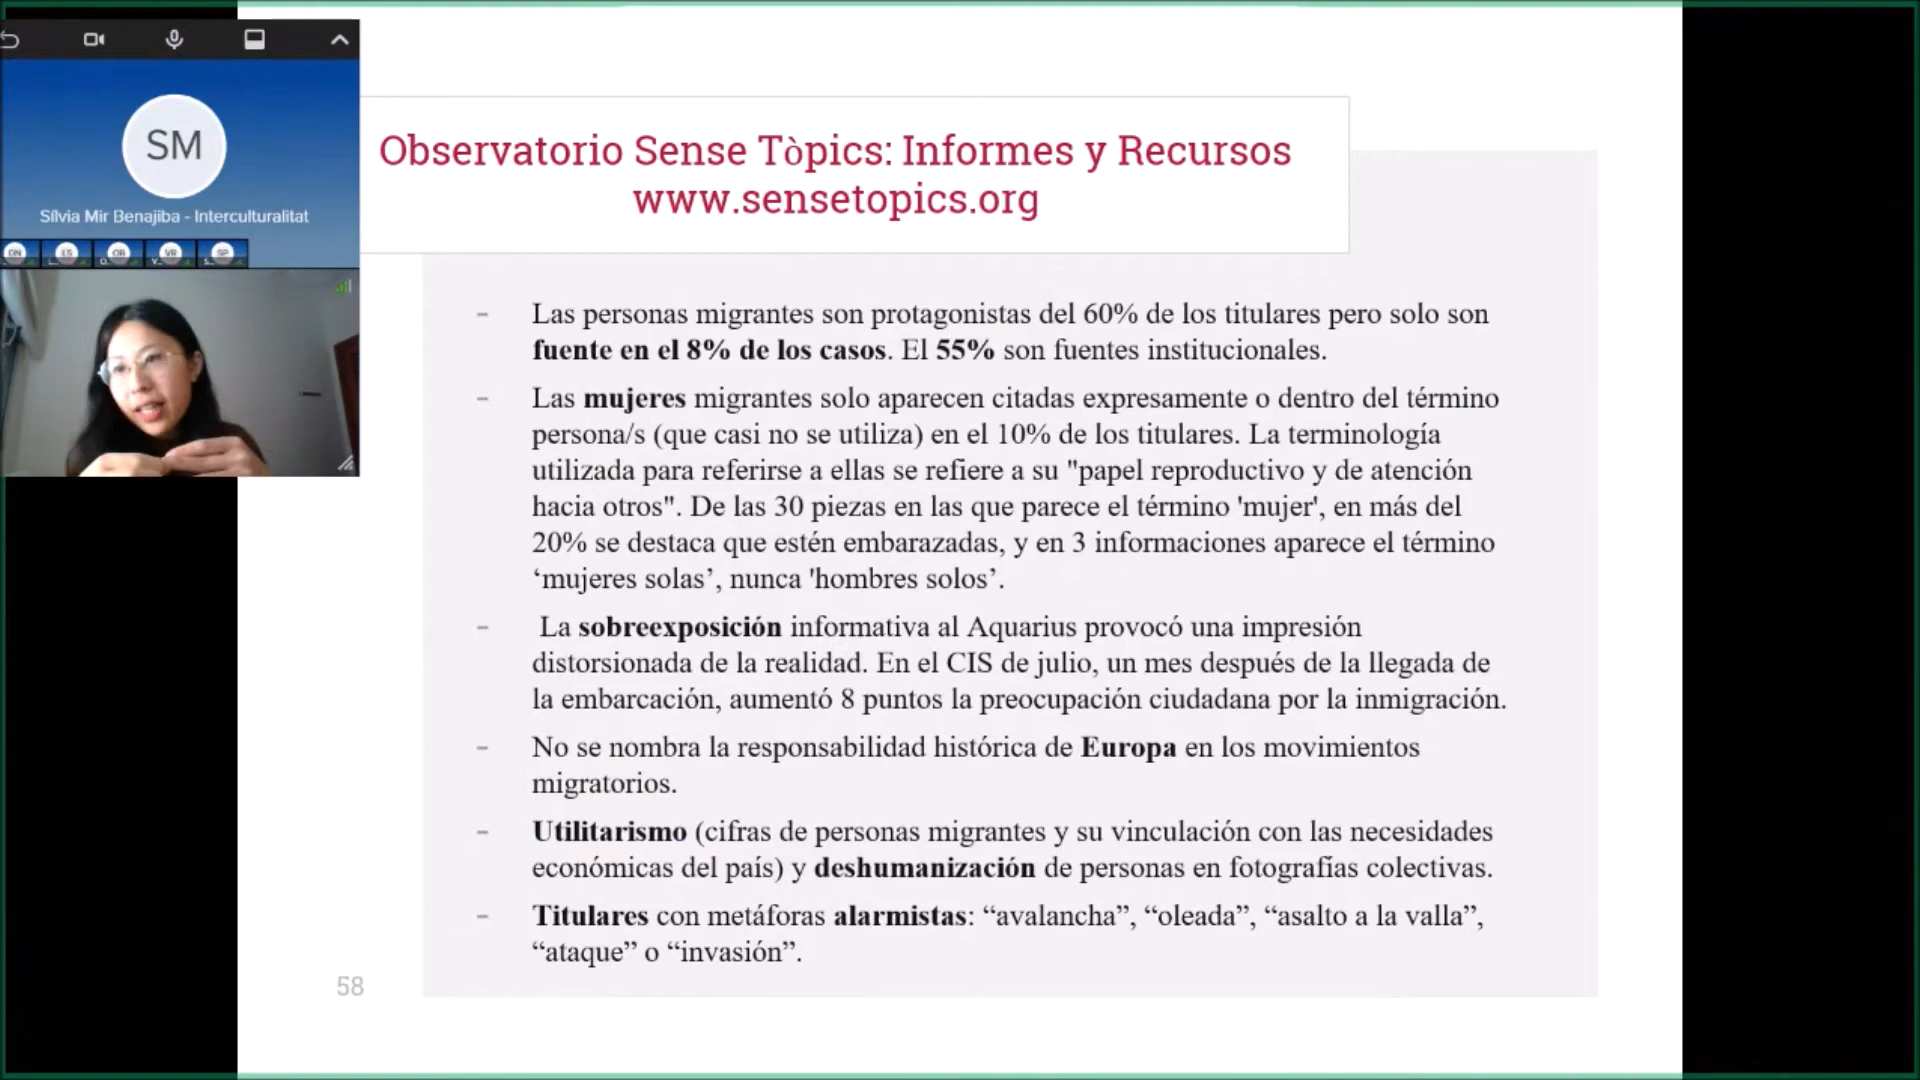 SM
Sílvia Mir Benajiba - Interculturalitat
DN
LS
OR
VR
SP
Observatorio Sense Tòpics: Informes y Recursos
www.sensetopics.org
- Las personas migrantes son protagonistas del 60% de los titulares pero solo son
fuente en el 8% de los casos. El 55% son fuentes institucionales.
- Las mujeres migrantes solo aparecen citadas expresamente o dentro del término
persona/s (que casi no se utiliza) en el 10% de los titulares. La terminología
utilizada para referirse a ellas se refiere a su "papel reproductivo y de atención
hacia otros". De las 30 piezas en las que parece el término 'mujer', en más del
20% se destaca que estén embarazadas, y en 3 informaciones aparece el término
‘mujeres solas’, nunca 'hombres solos’.
- La sobreexposición informativa al Aquarius provocó una impresión
distorsionada de la realidad. En el CIS de julio, un mes después de la llegada de
la embarcación, aumentó 8 puntos la preocupación ciudadana por la inmigración.
- No se nombra la responsabilidad histórica de Europa en los movimientos
migratorios.
- Utilitarismo (cifras de personas migrantes y su vinculación con las necesidades
económicas del país) y deshumanización de personas en fotografías colectivas.
- Titulares con metáforas alarmistas: “avalancha”, “oleada”, “asalto a la valla”,
“ataque” o “invasión”.
58